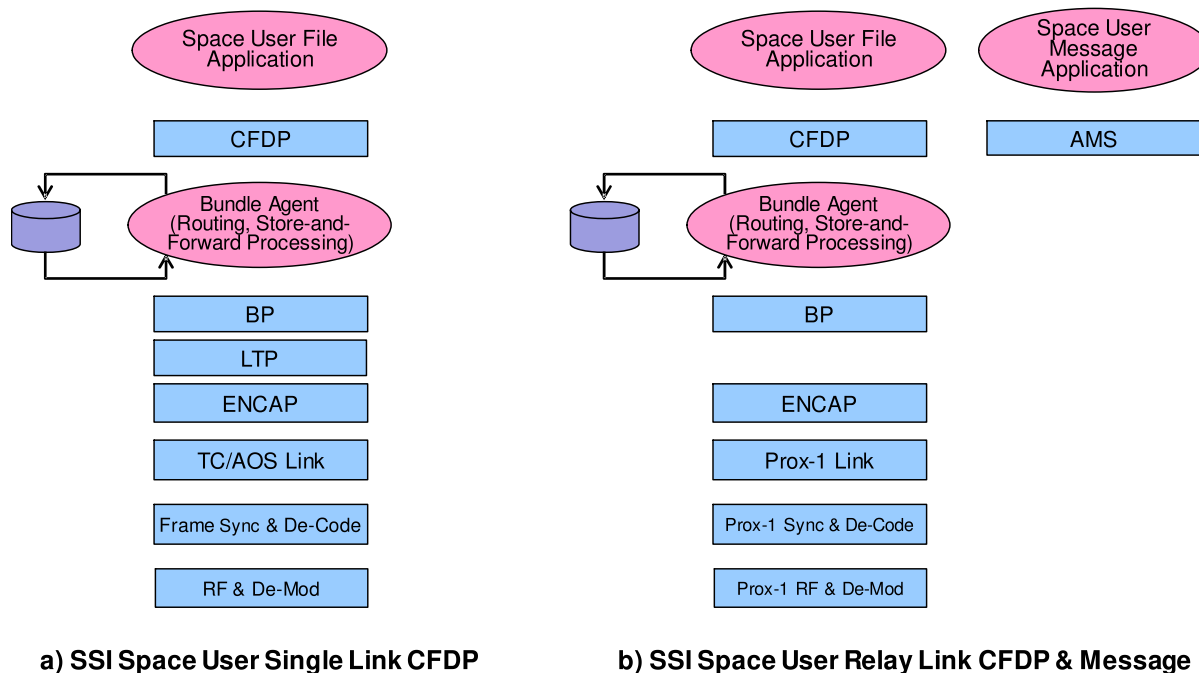 Space User File
Application
CFDP
Bundle Agent
(Routing, Store-and-
Forward Processing)
BP
LTP
ENCAP
TC/AOS Link
Frame Sync & De-Code
RF & De-Mod
a) SSI Space User Single Link CFDP
Space User File
Application
Space User
Message
Application
CFDP
AMS
Bundle Agent
(Routing, Store-and-
Forward Processing)
BP
ENCAP
Prox-1 Link
Prox-1 Sync & De-Code
Prox-1 RF & De-Mod
b) SSI Space User Relay Link CFDP & Message